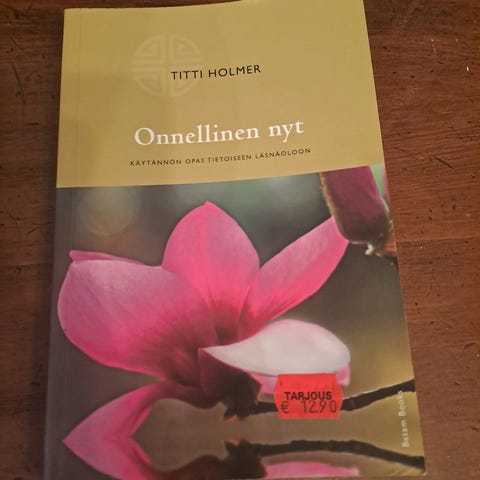 TITTI HOLMER
Onnellinen nyt
KÄYTÄNNÖN OPAS TIETOISEEN LÄSNÄOLOON
TARJOUS
€ 12.90
Basam Books